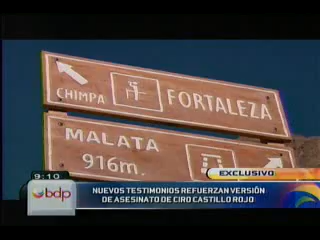 CHIMPA
FORTALEZA
MALATA
916m.
EXCLUSIVO
9:10
bdp
NUEVOS TESTIMONIOS REFUERZAN VERSIÓN
DE ASESINATO DE CIRO CASTILLO ROJO